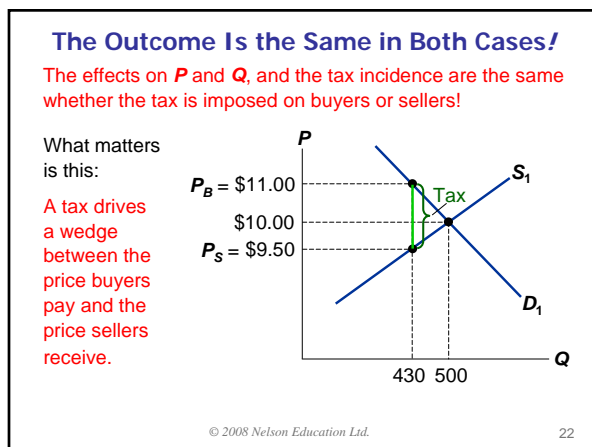 The Outcome Is the Same in Both Cases!
The effects on P and Q, and the tax incidence are the same
whether the tax is imposed on buyers or sellers!
What matters
is this:
A tax drives
a wedge
between the
price buyers
pay and the
price sellers
receive.
P
S1
PB = $11.00
Tax
$10.00
PS = $9.50
D1
Q
430 500
© 2008 Nelson Education Ltd.
22